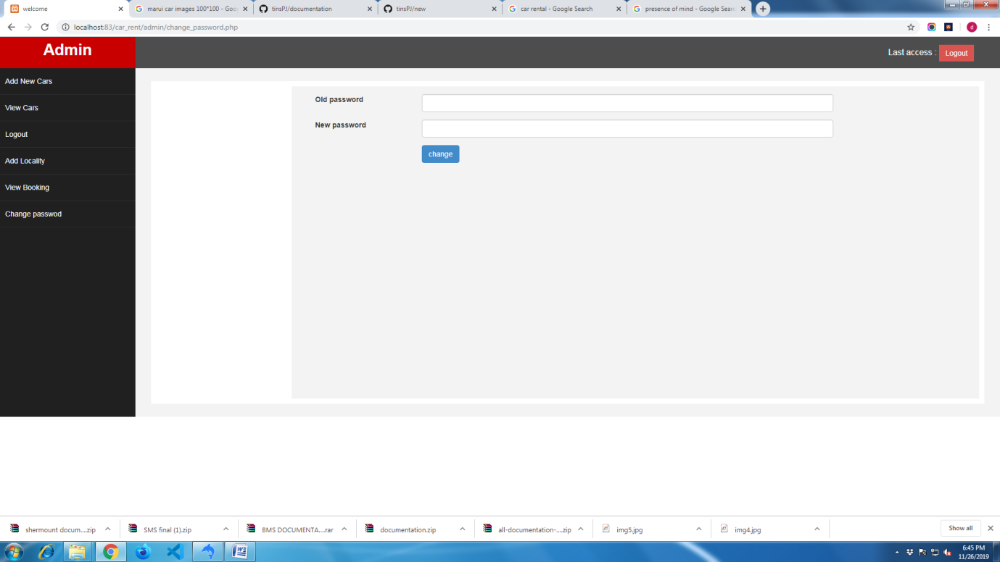 welcome
marui car images 100*100 - Goo
tinsPJ/documentation
tinsPJ/new
car rental - Google Search
presence of mind - Google Searc
localhost:83/car_rent/admin/change_password.php
d
Admin
Last access : Logout
Add New Cars
View Cars
Logout
Add Locality
View Booking
Change passwod
Old password
New password
change
shermount docum....zip
SMS final (1).zip
BMS DOCUMENTA....rar
documentation.zip
all-documentation-....zip
img5.jpg
img4.jpg
Show all
6:45 PM
11/26/2019